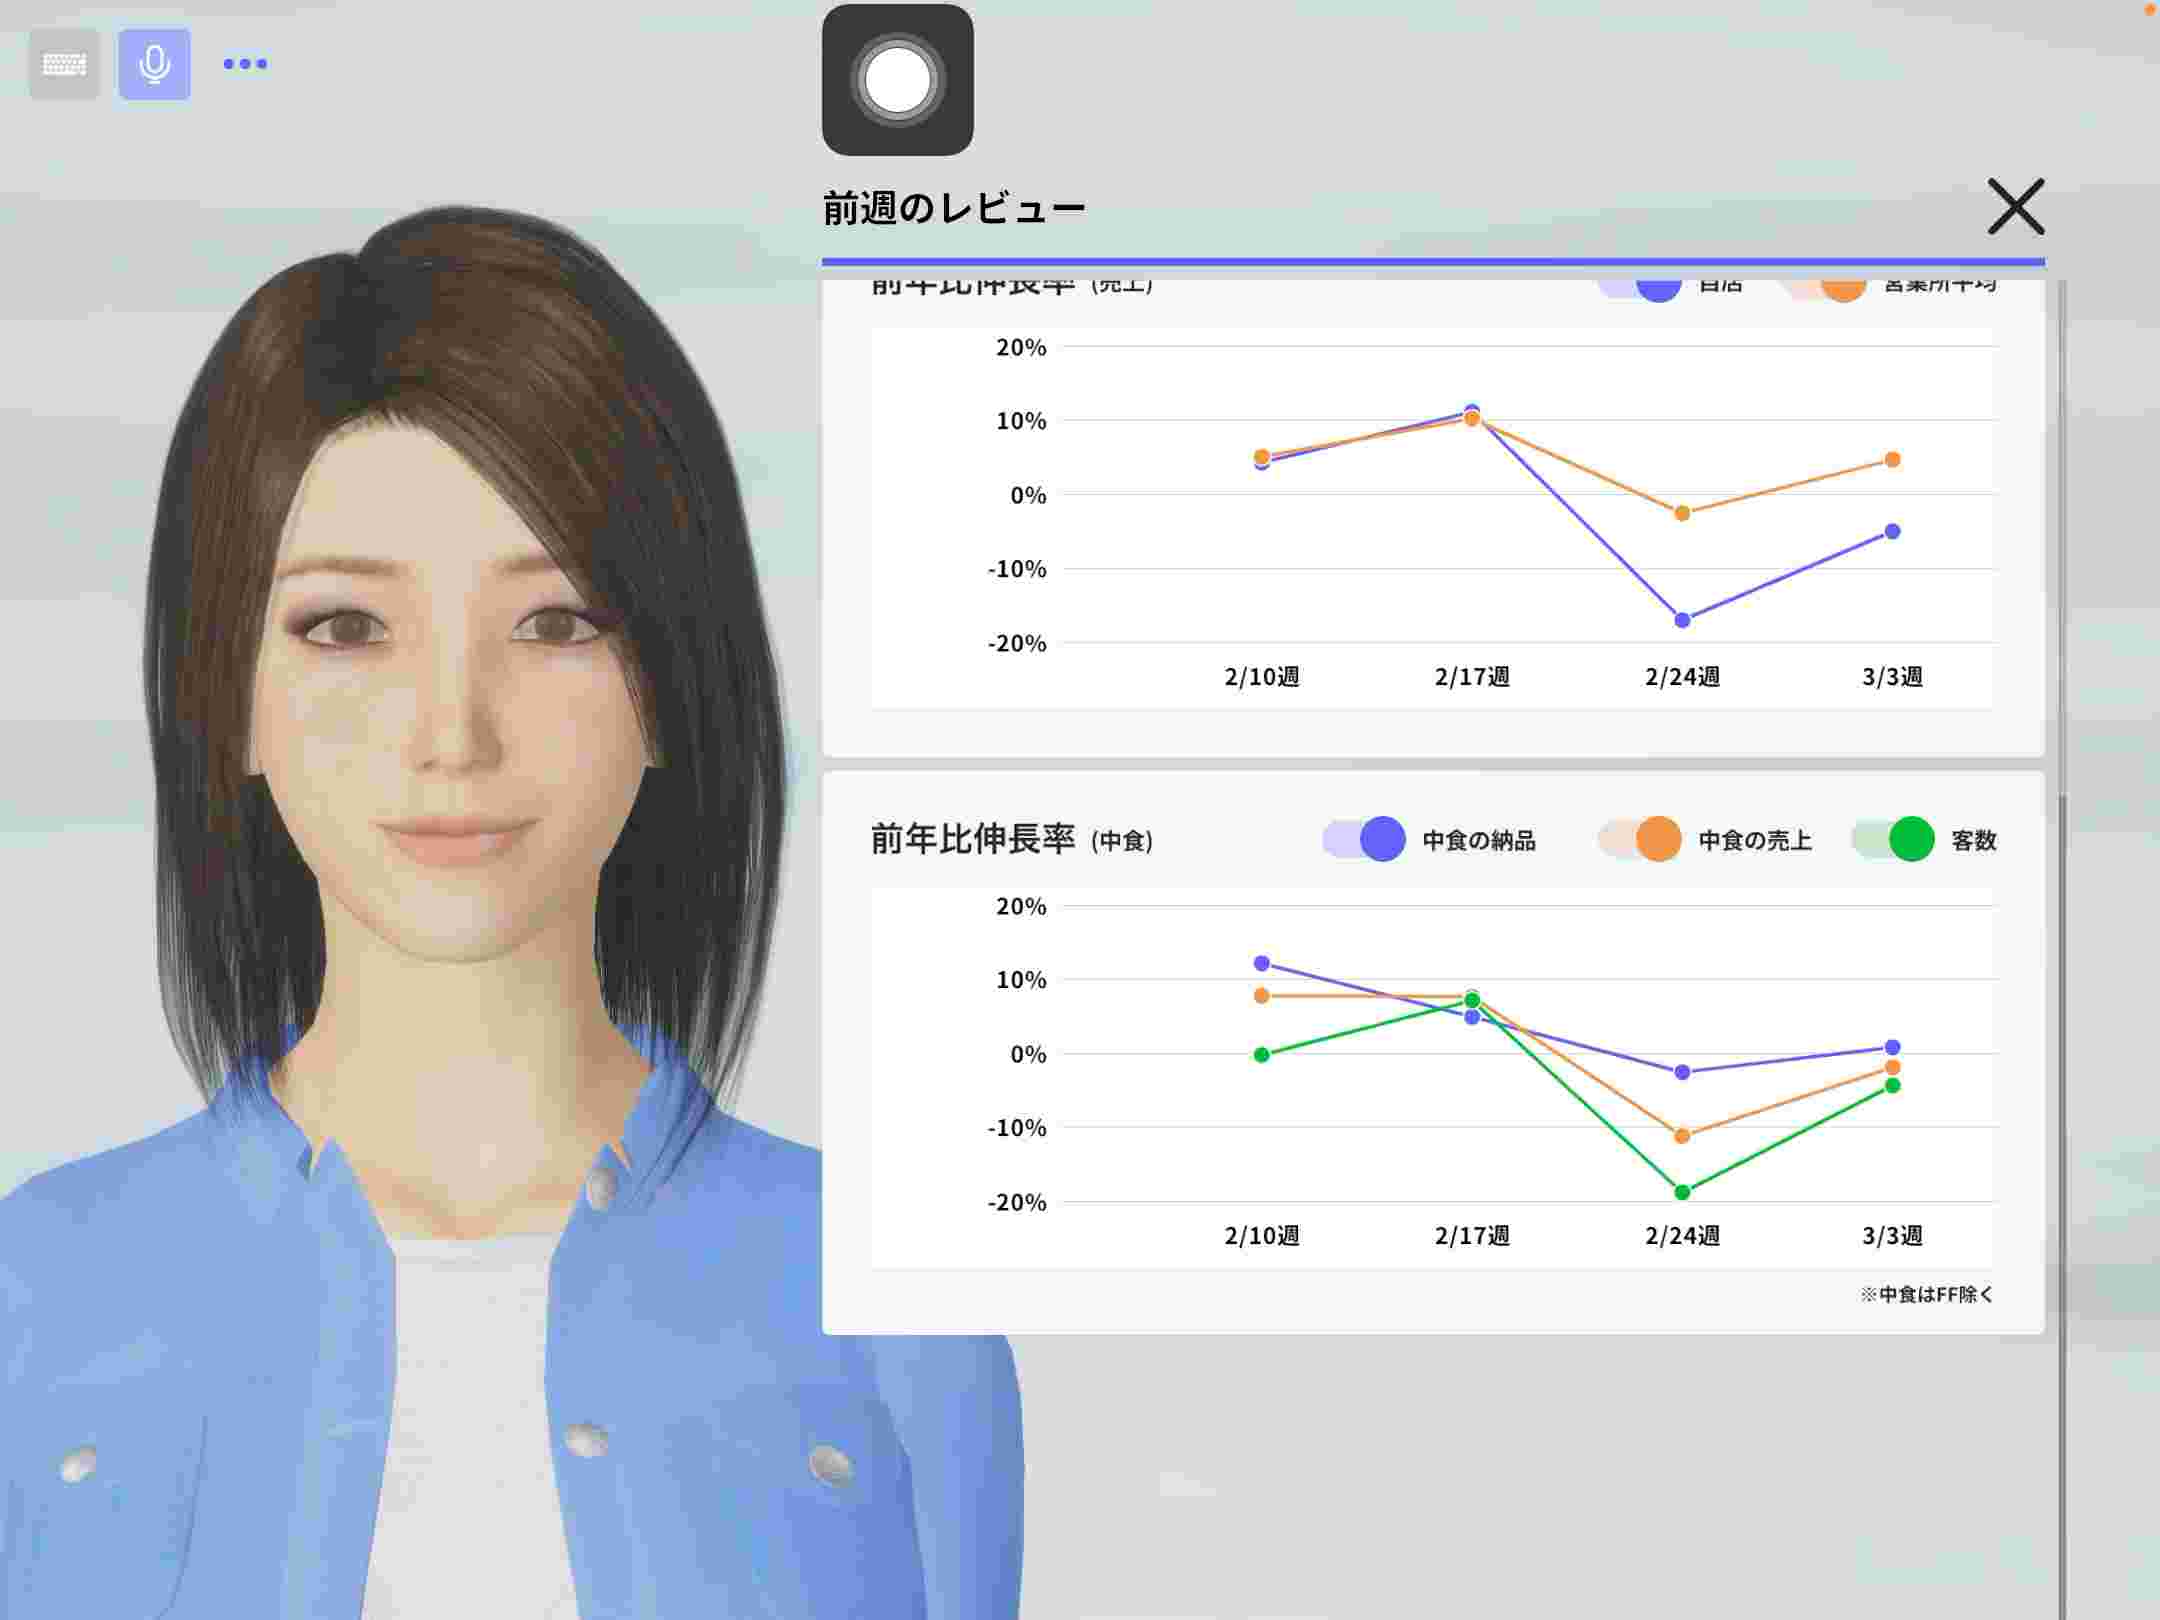 前週のレビュー
前年比伸長率 (売上) 自店 営業所平均
20%
10%
0%
-10%
-20%
2/10週 2/17週 2/24週 3/3週
前年比伸長率 (中食) 中食の納品 中食の売上 客数
20%
10%
0%
-10%
-20%
2/10週 2/17週 2/24週 3/3週
※中食はFF除く